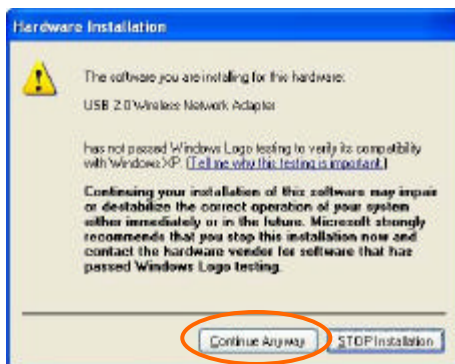 Hardware Installation
The software you are installing for this hardware:
USB 2.0 Wireless Network Adapter
has not passed Windows Logo testing to verify its compatibility
with Windows XP. (Tell me why this testing is important.)
Continuing your installation of this software may impair
or destabilize the correct operation of your system
either immediately or in the future. Microsoft strongly
recommends that you stop this installation now and
contact the hardware vendor for software that has
passed Windows Logo testing.
Continue Anyway
STOP Installation